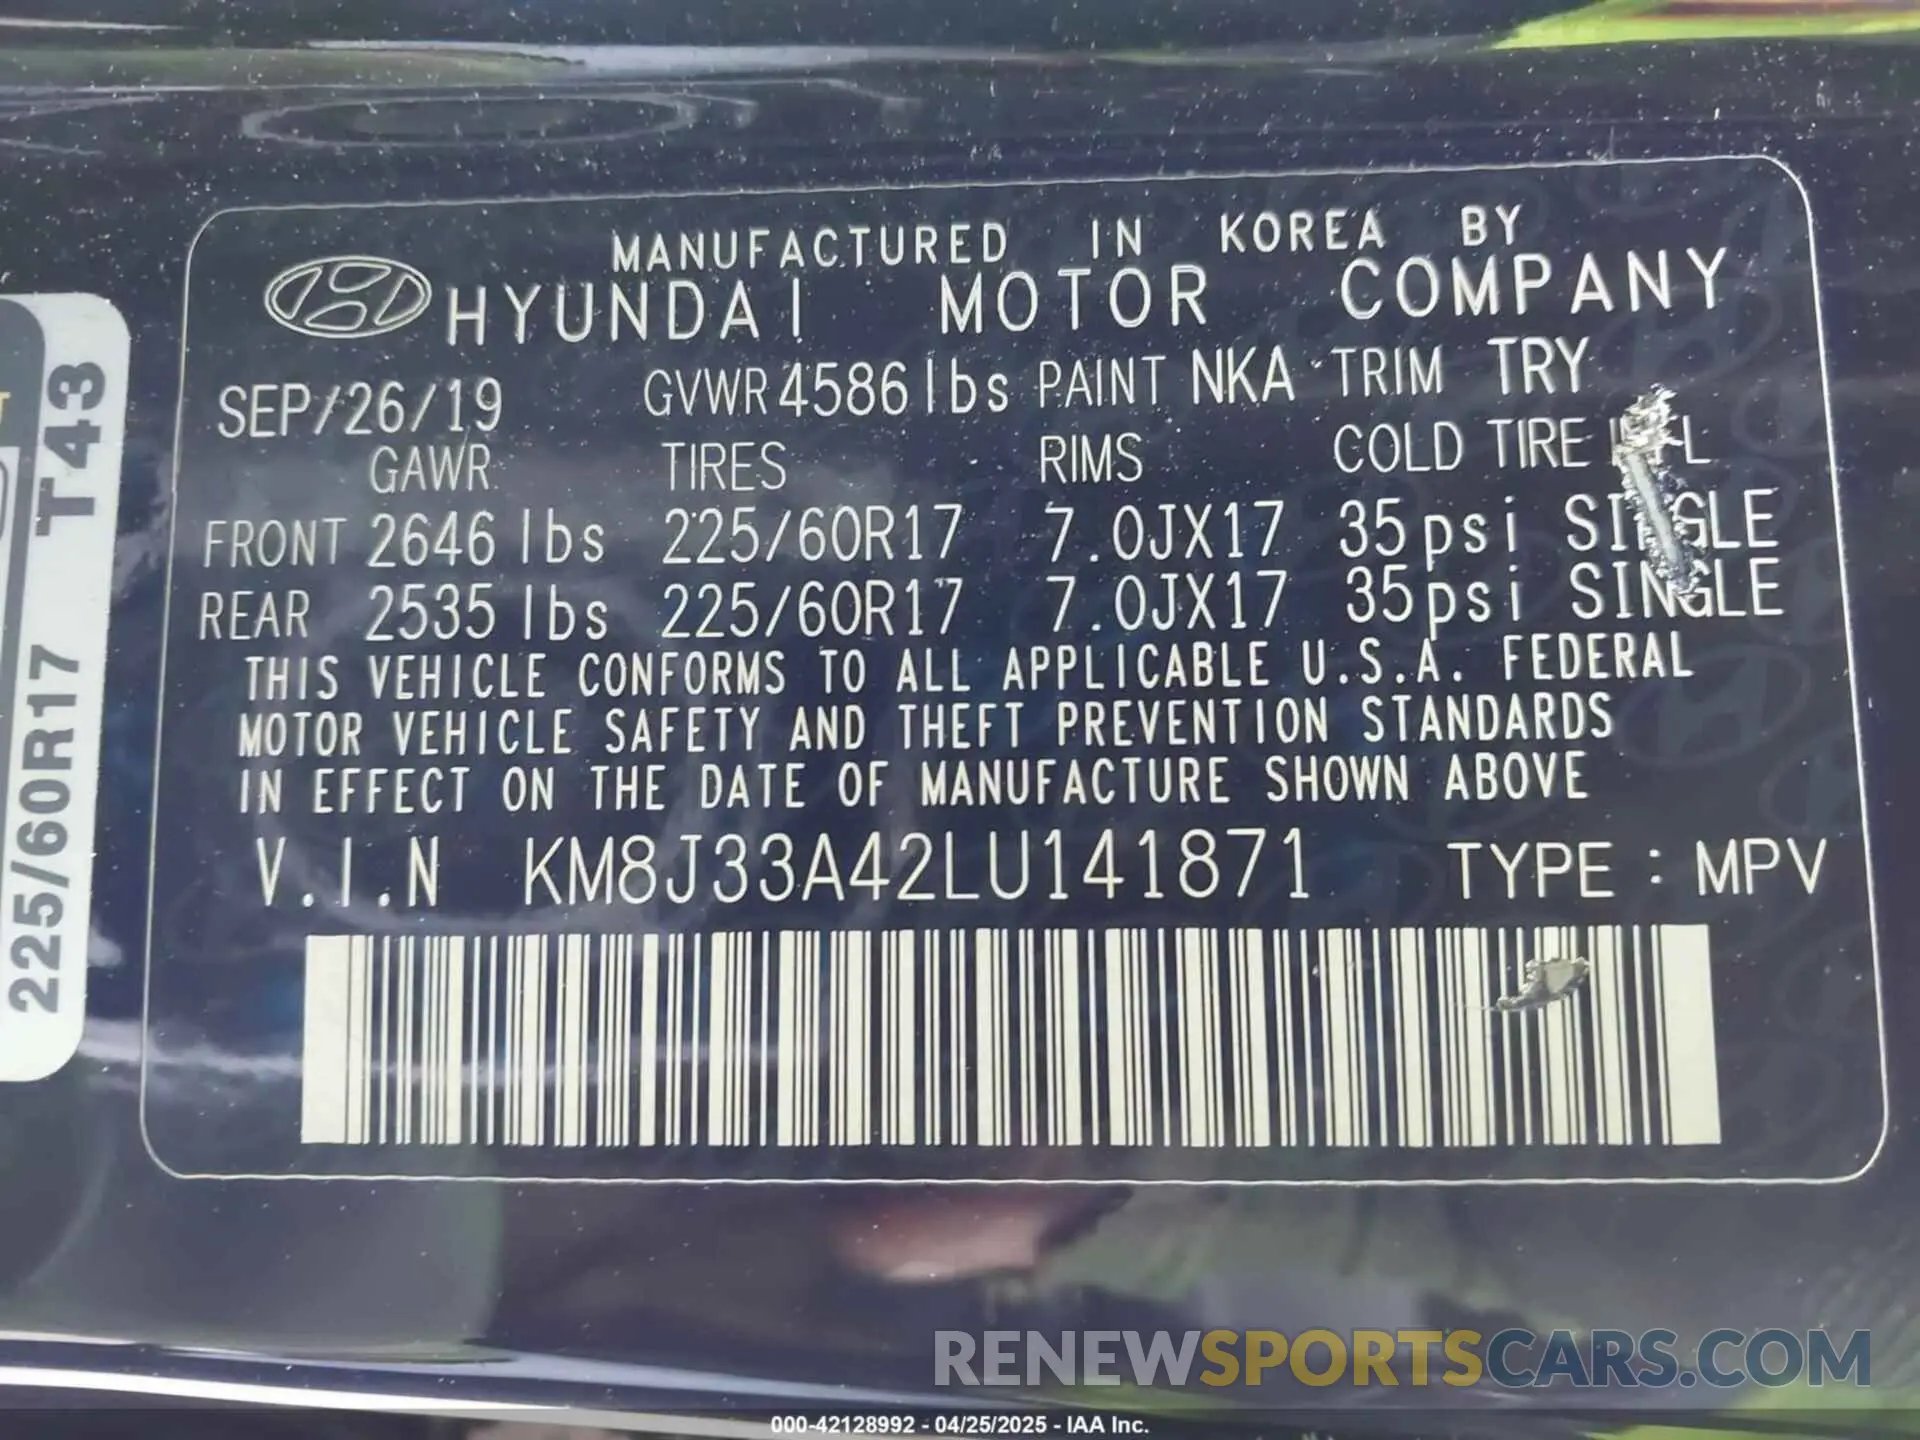 MANUFACTURED IN KOREA BY
HYUNDAI MOTOR COMPANY
SEP/26/19 GVWR 4586lbs PAINT NKA TRIM TRY
GAWR TIRES RIMS COLD TIRE
FRONT 2646 lbs 225/60R17 7.0JX17 35psi SINGLE
REAR 2535 lbs 225/60R17 7.0JX17 35psi SINGLE
THIS VEHICLE CONFORMS TO ALL APPLICABLE U.S.A. FEDERAL
MOTOR VEHICLE SAFETY AND THEFT PREVENTION STANDARDS
IN EFFECT ON THE DATE OF MANUFACTURE SHOWN ABOVE
V.I.N KM8J33A42LU141871 TYPE : MPV
225/60R17 T43
RENEWSPORTSCARS.COM
000-42128992 - 04/25/2025 - IAA Inc.